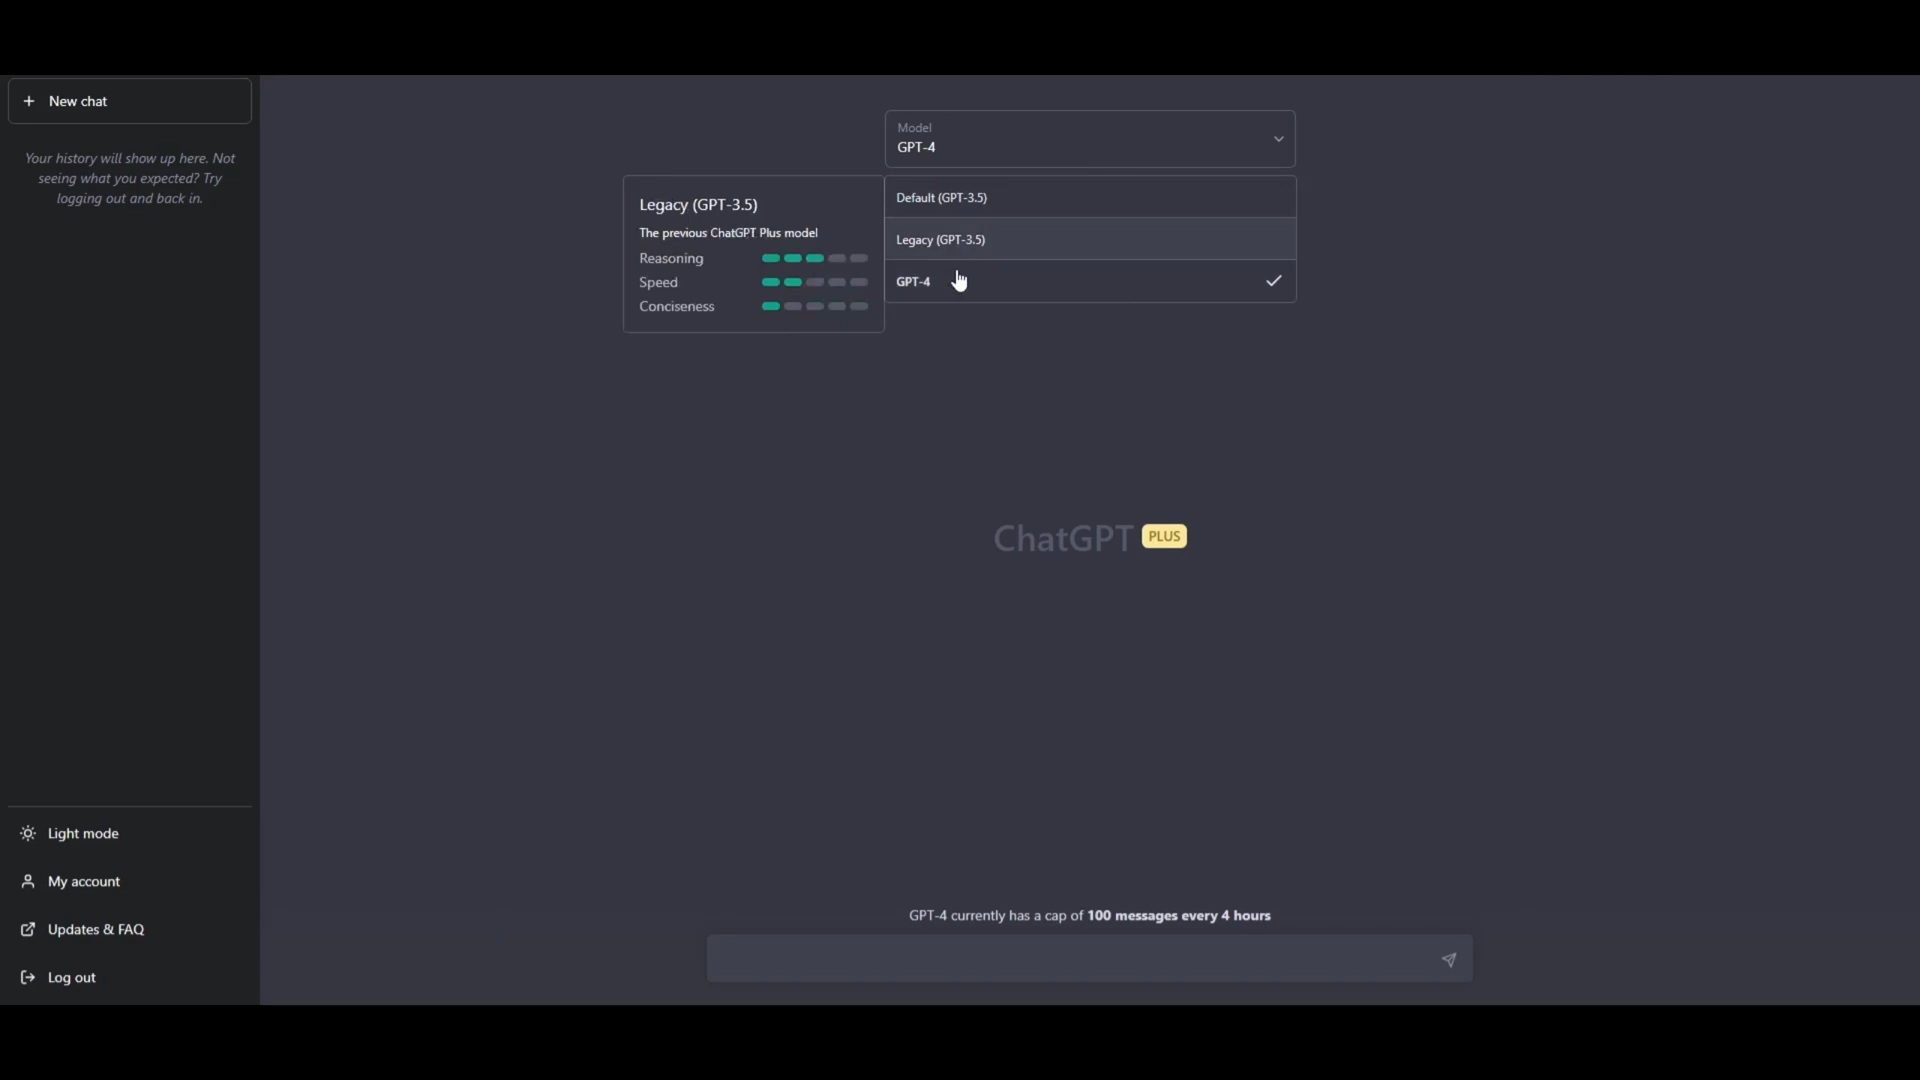 New chat
Your history will show up here. Not
seeing what you expected? Try
logging out and back in.
Model
GPT-4
Default (GPT-3.5)
Legacy (GPT-3.5)
GPT-4
Legacy (GPT-3.5)
The previous ChatGPT Plus model
Reasoning
Speed
Conciseness
ChatGPT PLUS
Light mode
My account
Updates & FAQ
Log out
GPT-4 currently has a cap of 100 messages every 4 hours